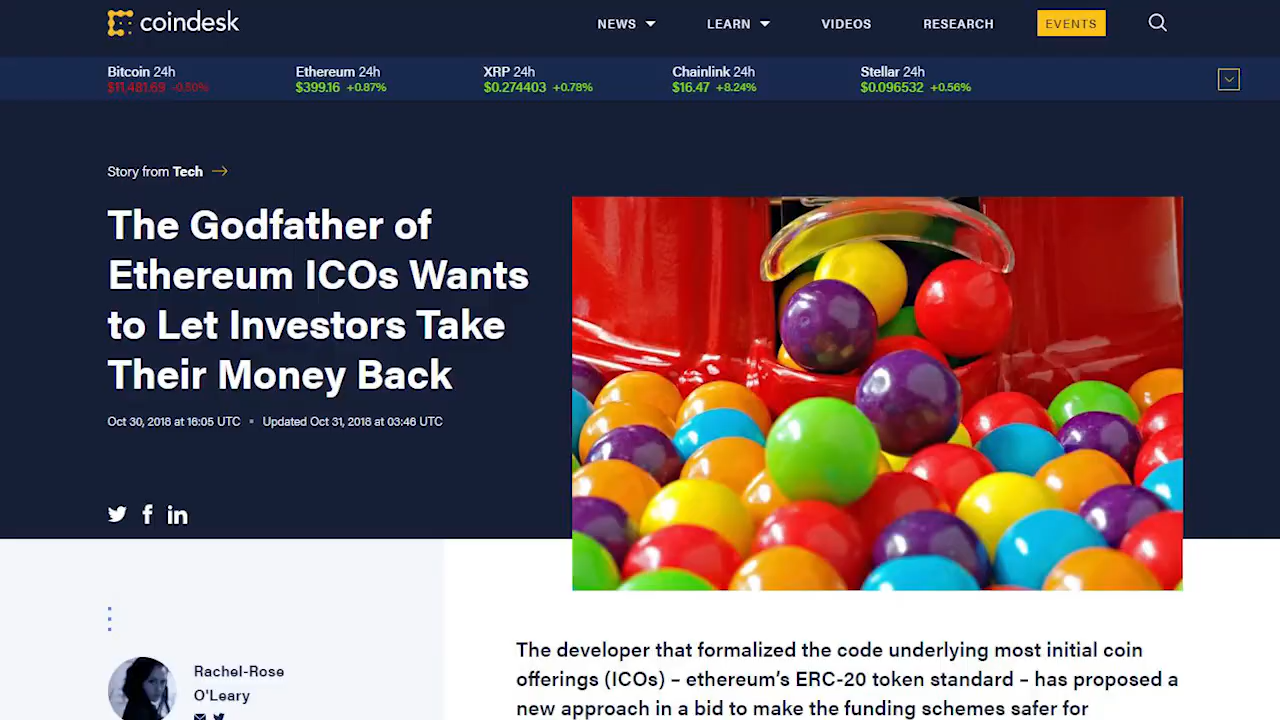 coindesk
NEWS LEARN VIDEOS RESEARCH EVENTS
Bitcoin 24h Ethereum 24h XRP 24h Chainlink 24h Stellar 24h
$11,481.69 -0.50% $399.16 +0.87% $0.274403 +0.78% $16.47 +8.24% $0.096532 +0.56%
Story from Tech
The Godfather of
Ethereum ICOs Wants
to Let Investors Take
Their Money Back
Oct 30, 2018 at 16:05 UTC Updated Oct 31, 2018 at 03:46 UTC
Rachel-Rose
O'Leary
The developer that formalized the code underlying most initial coin
offerings (ICOs) – ethereum's ERC-20 token standard – has proposed a
new approach in a bid to make the funding schemes safer for